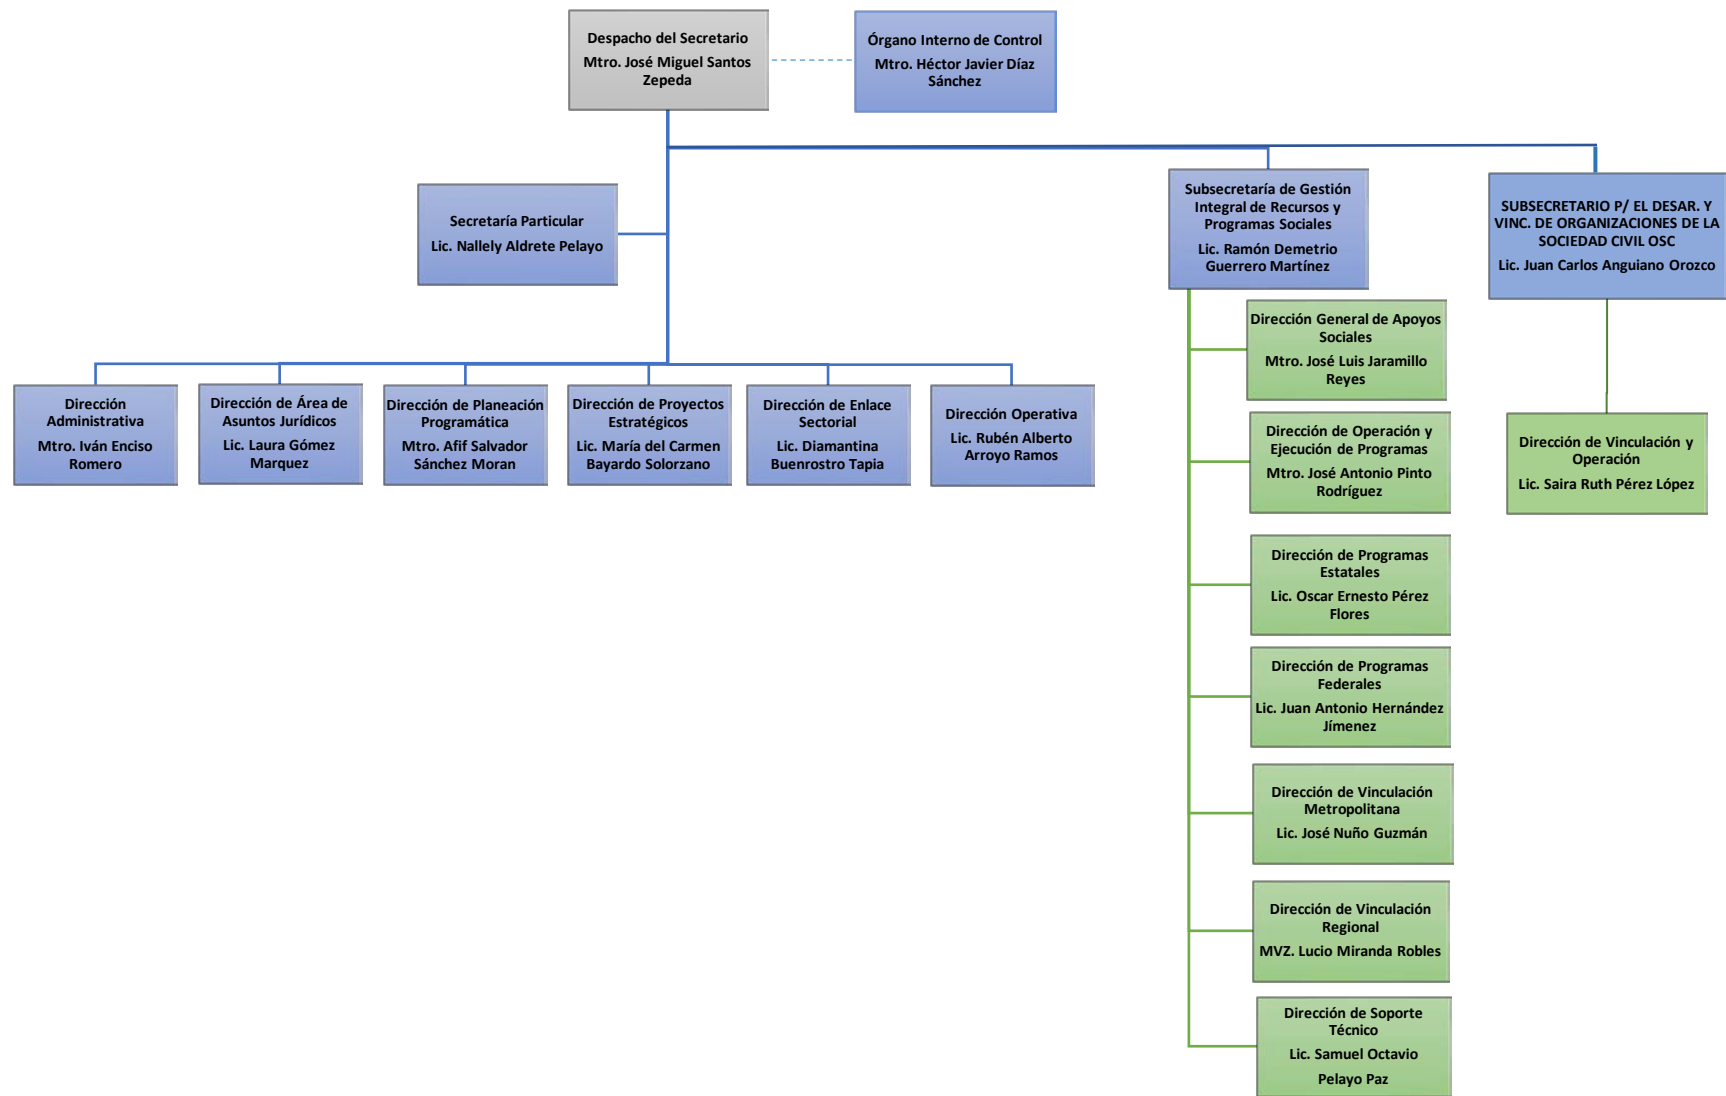 Despacho del Secretario
Mtro. José Miguel Santos
Zepeda
Órgano Interno de Control
Mtro. Héctor Javier Díaz
Sánchez
Secretaría Particular
Lic. Nallely Aldrete Pelayo
Subsecretaría de Gestión
Integral de Recursos y
Programas Sociales
Lic. Ramón Demetrio
Guerrero Martínez
SUBSECRETARIO P/ EL DESAR. Y
VINC. DE ORGANIZACIONES DE LA
SOCIEDAD CIVIL OSC
Lic. Juan Carlos Anguiano Orozco
Dirección
Administrativa
Mtro. Iván Enciso
Romero
Dirección de Área de
Asuntos Jurídicos
Lic. Laura Gómez
Marquez
Dirección de Planeación
Programática
Mtro. Afif Salvador
Sánchez Moran
Dirección de Proyectos
Estratégicos
Lic. María del Carmen
Bayardo Solorzano
Dirección de Enlace
Sectorial
Lic. Diamantina
Buenrostro Tapia
Dirección Operativa
Lic. Rubén Alberto
Arroyo Ramos
Dirección General de Apoyos
Sociales
Mtro. José Luis Jaramillo
Reyes
Dirección de Operación y
Ejecución de Programas
Mtro. José Antonio Pinto
Rodríguez
Dirección de Programas
Estatales
Lic. Oscar Ernesto Pérez
Flores
Dirección de Programas
Federales
Lic. Juan Antonio Hernández
Jímenez
Dirección de Vinculación
Metropolitana
Lic. José Nuño Guzmán
Dirección de Vinculación
Regional
MVZ. Lucio Miranda Robles
Dirección de Soporte
Técnico
Lic. Samuel Octavio
Pelayo Paz
Dirección de Vinculación y
Operación
Lic. Saira Ruth Pérez López